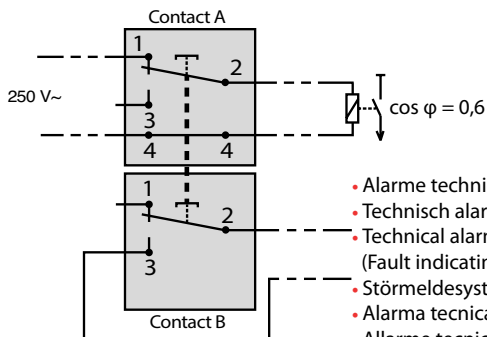 Contact A
1
2
250 V~
3
cos φ = 0,6
4 4
1
• Alarme techni
• Technisch alar
2
• Technical alarm
3
(Fault indicatin
• Störmeldesyst
• Alarma tecnica
Contact B